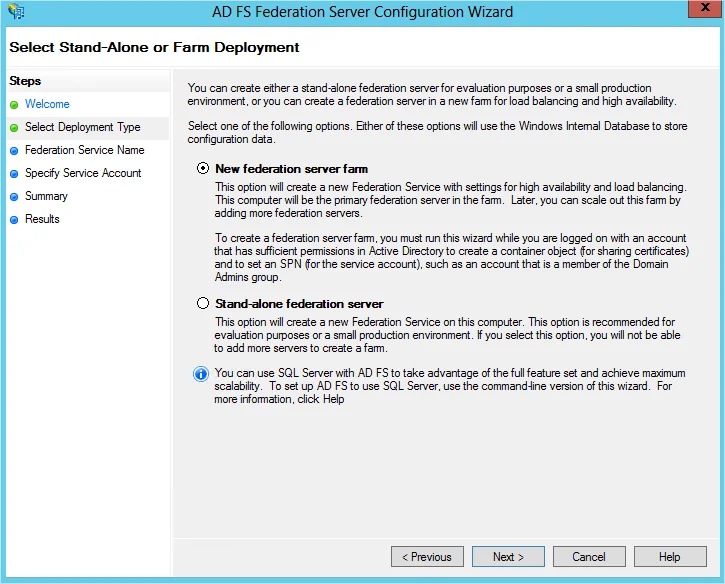 AD FS Federation Server Configuration Wizard
x
Select Stand-Alone or Farm Deployment
Steps
Welcome
Select Deployment Type
Federation Service Name
Specify Service Account
Summary
Results
You can create either a stand-alone federation server for evaluation purposes or a small production
environment, or you can create a federation server in a new farm for load balancing and high availability.
Select one of the following options. Either of these options will use the Windows Internal Database to store
configuration data.
New federation server farm
This option will create a new Federation Service with settings for high availability and load balancing.
This computer will be the primary federation server in the farm. Later, you can scale out this farm by
adding more federation servers.
To create a federation server farm, you must run this wizard while you are logged on with an account
that has sufficient permissions in Active Directory to create a container object (for sharing certificates)
and to set an SPN (for the service account), such as an account that is a member of the Domain
Admins group.
Stand-alone federation server
This option will create a new Federation Service on this computer. This option is recommended for
evaluation purposes or a small production environment. If you select this option, you will not be able
to add more servers to create a farm.
You can use SQL Server with AD FS to take advantage of the full feature set and achieve maximum
scalability. To set up AD FS to use SQL Server, use the command-line version of this wizard. For
more information, click Help
< Previous
Next >
Cancel
Help